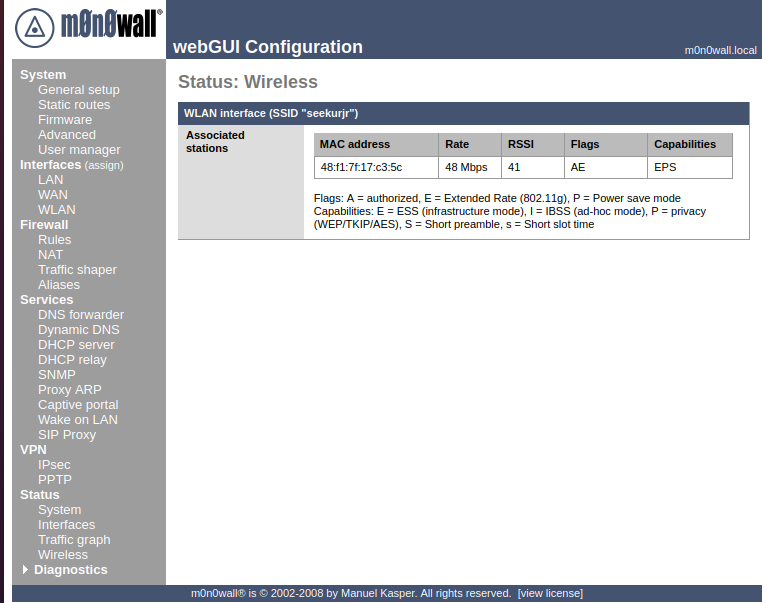 m0n0wall®
webGUI Configuration
m0n0wall.local
System
General setup
Static routes
Firmware
Advanced
User manager
Interfaces (assign)
LAN
WAN
WLAN
Firewall
Rules
NAT
Traffic shaper
Aliases
Services
DNS forwarder
Dynamic DNS
DHCP server
DHCP relay
SNMP
Proxy ARP
Captive portal
Wake on LAN
SIP Proxy
VPN
IPsec
PPTP
Status
System
Interfaces
Traffic graph
Wireless
Diagnostics
Status: Wireless
WLAN interface (SSID "seekurjr")
Associated
stations
MAC address Rate RSSI Flags Capabilities
48:f1:7f:17:c3:5c 48 Mbps 41 AE EPS
Flags: A = authorized, E = Extended Rate (802.11g), P = Power save mode
Capabilities: E = ESS (infrastructure mode), I = IBSS (ad-hoc mode), P = privacy
(WEP/TKIP/AES), S = Short preamble, s = Short slot time
m0n0wall® is © 2002-2008 by Manuel Kasper. All rights reserved. [view license]